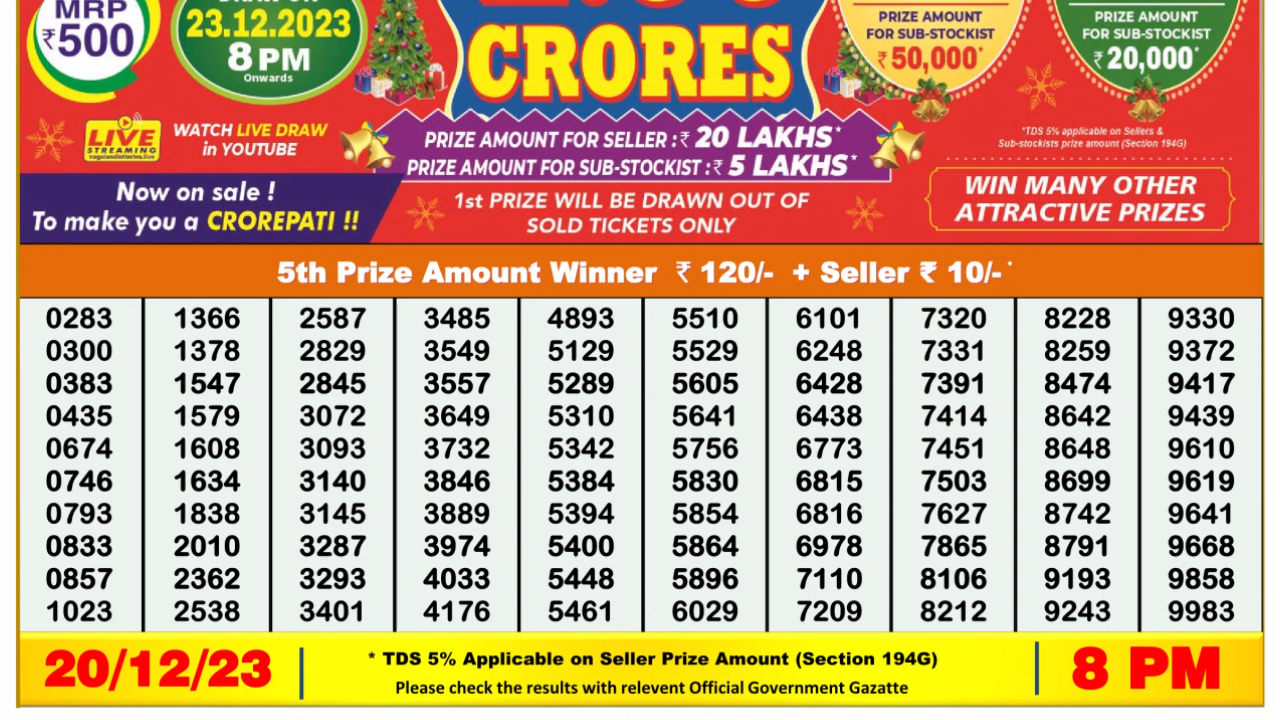 MRP
₹500
23.12.2023
8 PM
Onwards
CRORES
PRIZE AMOUNT
FOR SUB-STOCKIST
₹ 50,000*
PRIZE AMOUNT
FOR SUB-STOCKIST
₹ 20,000*
LIVE
STREAMING
nagalandlotteries.live
WATCH LIVE DRAW
in YOUTUBE
PRIZE AMOUNT FOR SELLER :₹ 20 LAKHS*
PRIZE AMOUNT FOR SUB-STOCKIST :₹ 5 LAKHS*
*TDS 5% applicable on Sellers &
Sub-stockists prize amount (Section 194G)
Now on sale !
To make you a CROREPATI !!
1st PRIZE WILL BE DRAWN OUT OF
SOLD TICKETS ONLY
WIN MANY OTHER
ATTRACTIVE PRIZES
5th Prize Amount Winner ₹ 120/- + Seller ₹ 10/-*
0283 1366 2587 3485 4893 5510 6101 7320 8228 9330
0300 1378 2829 3549 5129 5529 6248 7331 8259 9372
0383 1547 2845 3557 5289 5605 6428 7391 8474 9417
0435 1579 3072 3649 5310 5641 6438 7414 8642 9439
0674 1608 3093 3732 5342 5756 6773 7451 8648 9610
0746 1634 3140 3846 5384 5830 6815 7503 8699 9619
0793 1838 3145 3889 5394 5854 6816 7627 8742 9641
0833 2010 3287 3974 5400 5864 6978 7865 8791 9668
0857 2362 3293 4033 5448 5896 7110 8106 9193 9858
1023 2538 3401 4176 5461 6029 7209 8212 9243 9983
20/12/23
* TDS 5% Applicable on Seller Prize Amount (Section 194G)
Please check the results with relevent Official Government Gazatte
8 PM